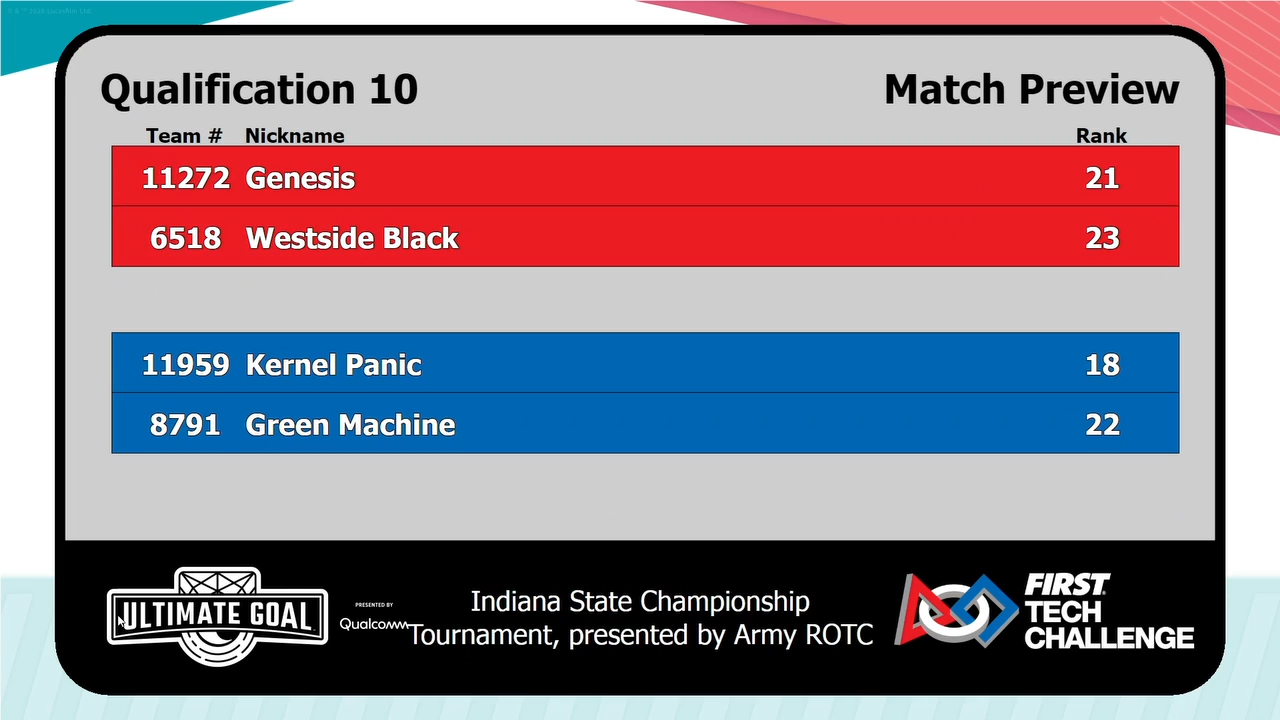 Qualification 10 Match Preview
Team # Nickname Rank
11272 Genesis 21
6518 Westside Black 23
11959 Kernel Panic 18
8791 Green Machine 22
ULTIMATE GOAL
PRESENTED BY
Qualcomm
Indiana State Championship
Tournament, presented by Army ROTC
FIRST
TECH
CHALLENGE